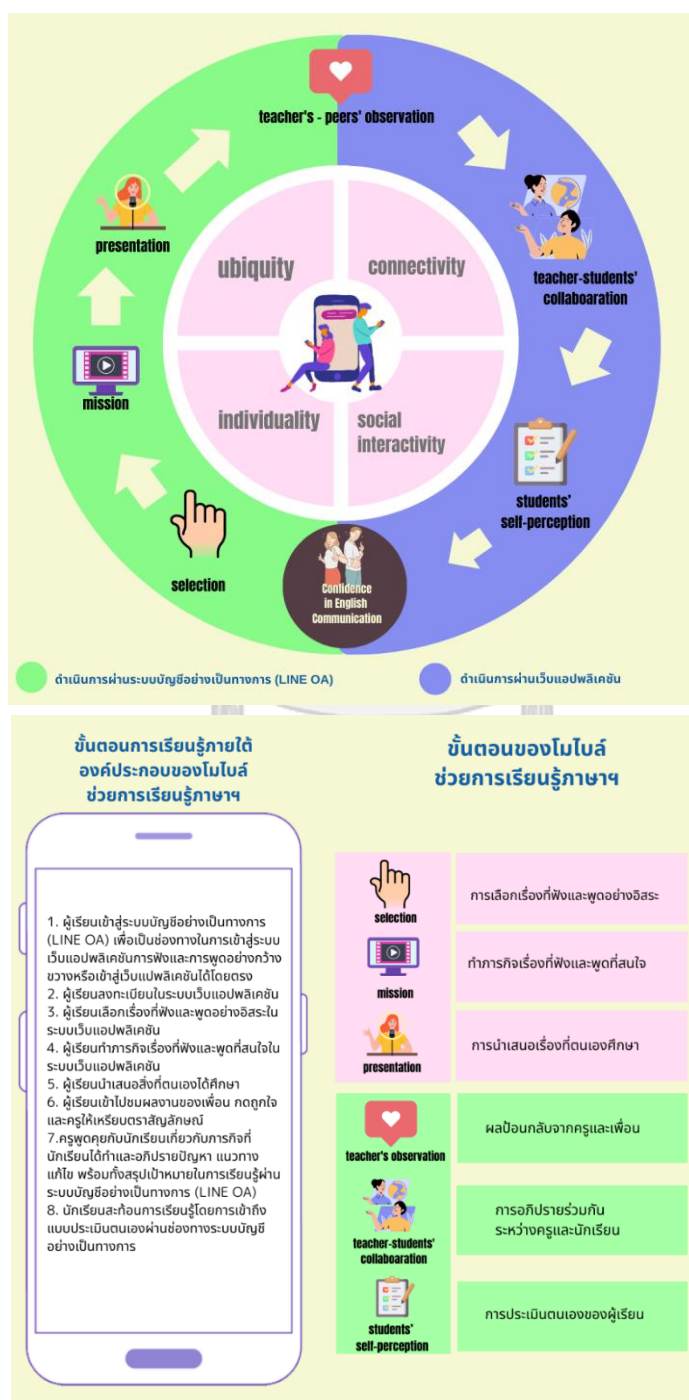 teacher's - peers' observation
presentation
ubiquity
connectivity
teacher-students'
collaboaration
mission
individuality
social
interactivity
students'
self-perception
selection
Confidence
in English
Communication
ดำเนินการผ่านระบบบัญชีอย่างเป็นทางการ (LINE OA)
ดำเนินการผ่านเว็บแอปพลิเคชัน
ขั้นตอนการเรียนรู้ภายใต้
องค์ประกอบของโมไบล์
ช่วยการเรียนรู้ภาษาฯ
1. ผู้เรียนเข้าสู่ระบบบัญชีอย่างเป็นทางการ
(LINE OA) เพื่อเป็นช่องทางในการเข้าสู่ระบบ
เว็บแอปพลิเคชันการฟังและการพูดอย่างกว้าง
ขวางหรือเข้าสู่เว็บแปพลิเคชันได้โดยตรง
2. ผู้เรียนลงทะเบียนในระบบเว็บแอปพลิเคชัน
3. ผู้เรียนเลือกเรื่องที่ฟังและพูดอย่างอิสระใน
ระบบเว็บแอปพลิเคชัน
4. ผู้เรียนทำภารกิจเรื่องที่ฟังและพูดที่สนใจใน
ระบบเว็บแอปพลิเคชัน
5. ผู้เรียนนำเสนอสิ่งที่ตนเองได้ศึกษา
6. ผู้เรียนเข้าไปชมผลงานของเพื่อน กดถูกใจ
และครูให้เหรียบตราสัญลักษณ์
7.ครูพูดคุยกับนักเรียนเกี่ยวกับภารกิจที่
นักเรียนได้ทำและอภิปรายปัญหา แนวทาง
แก้ไข พร้อมทั้งสรุปเป้าหมายในการเรียนรู้ผ่าน
ระบบบัญชีอย่างเป็นทางการ (LINE OA)
8. นักเรียนสะท้อนการเรียนรู้โดยการเข้าถึง
แบบประเมินตนเองผ่านช่องทางระบบบัญชี
อย่างเป็นทางการ
ขั้นตอนของโมไบล์
ช่วยการเรียนรู้ภาษาฯ
selection
การเลือกเรื่องที่ฟังและพูดอย่างอิสระ
mission
ทำภารกิจเรื่องที่ฟังและพูดที่สนใจ
presentation
การนำเสนอเรื่องที่ตนเองศึกษา
teacher's observation
ผลป้อนกลับจากครูและเพื่อน
teacher-students'
collaboaration
การอภิปรายร่วมกัน
ระหว่างครูและนักเรียน
students'
self-perception
การประเมินตนเองของผู้เรียน